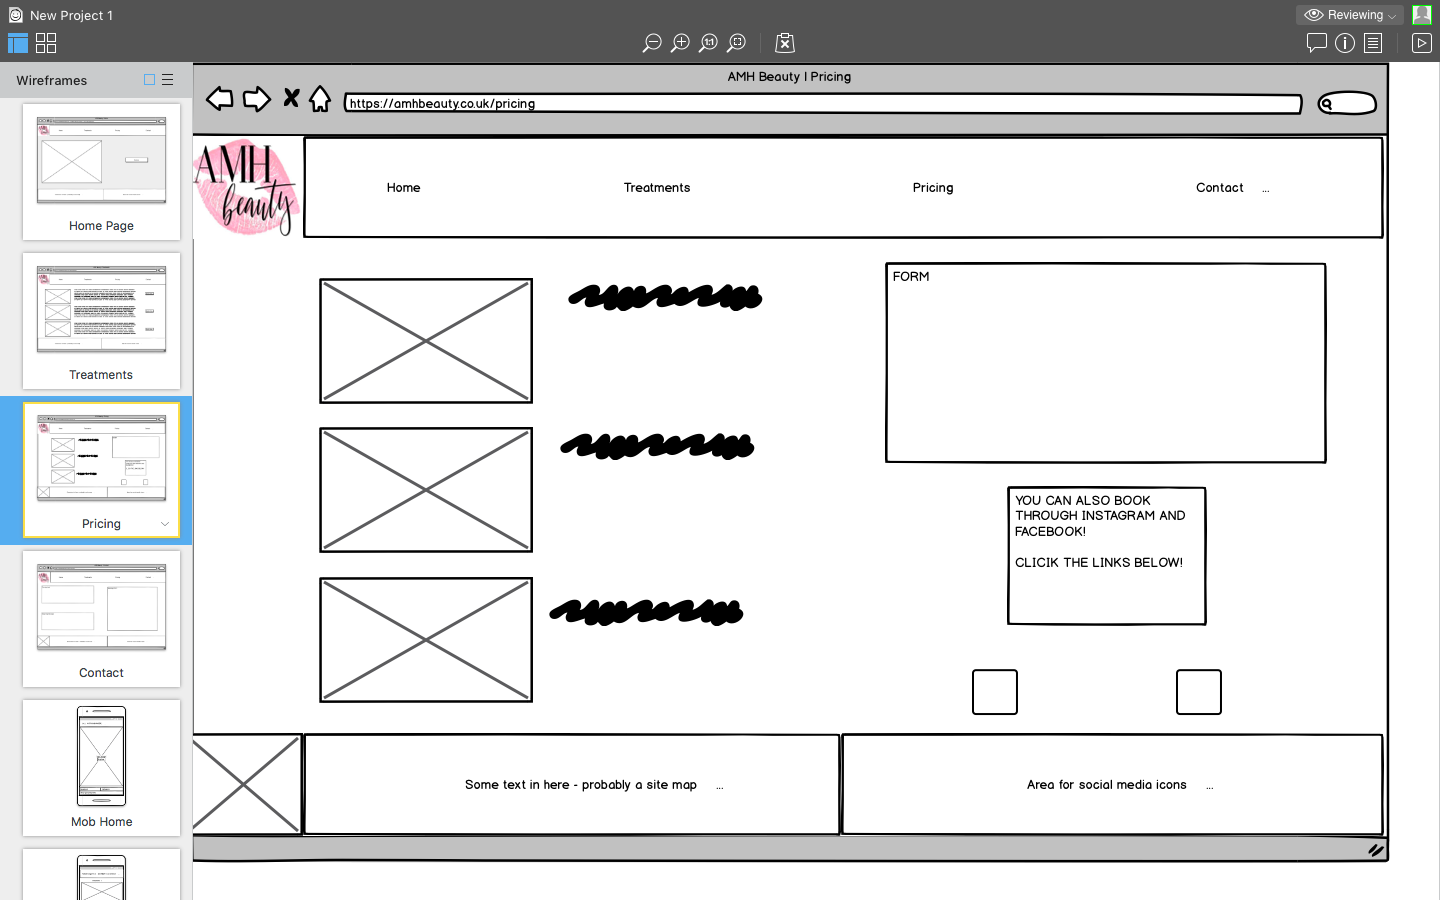 New Project 1
Reviewing
1:1
Wireframes
Home Page
Treatments
Pricing
Contact
Mob Home
AMH Beauty | Pricing
https://amhbeauty.co.uk/pricing
AMH
beauty
Home
Treatments
Pricing
Contact ...
FORM
YOU CAN ALSO BOOK
THROUGH INSTAGRAM AND
FACEBOOK!
CLICIK THE LINKS BELOW!
Some text in here - probably a site map ...
Area for social media icons ...